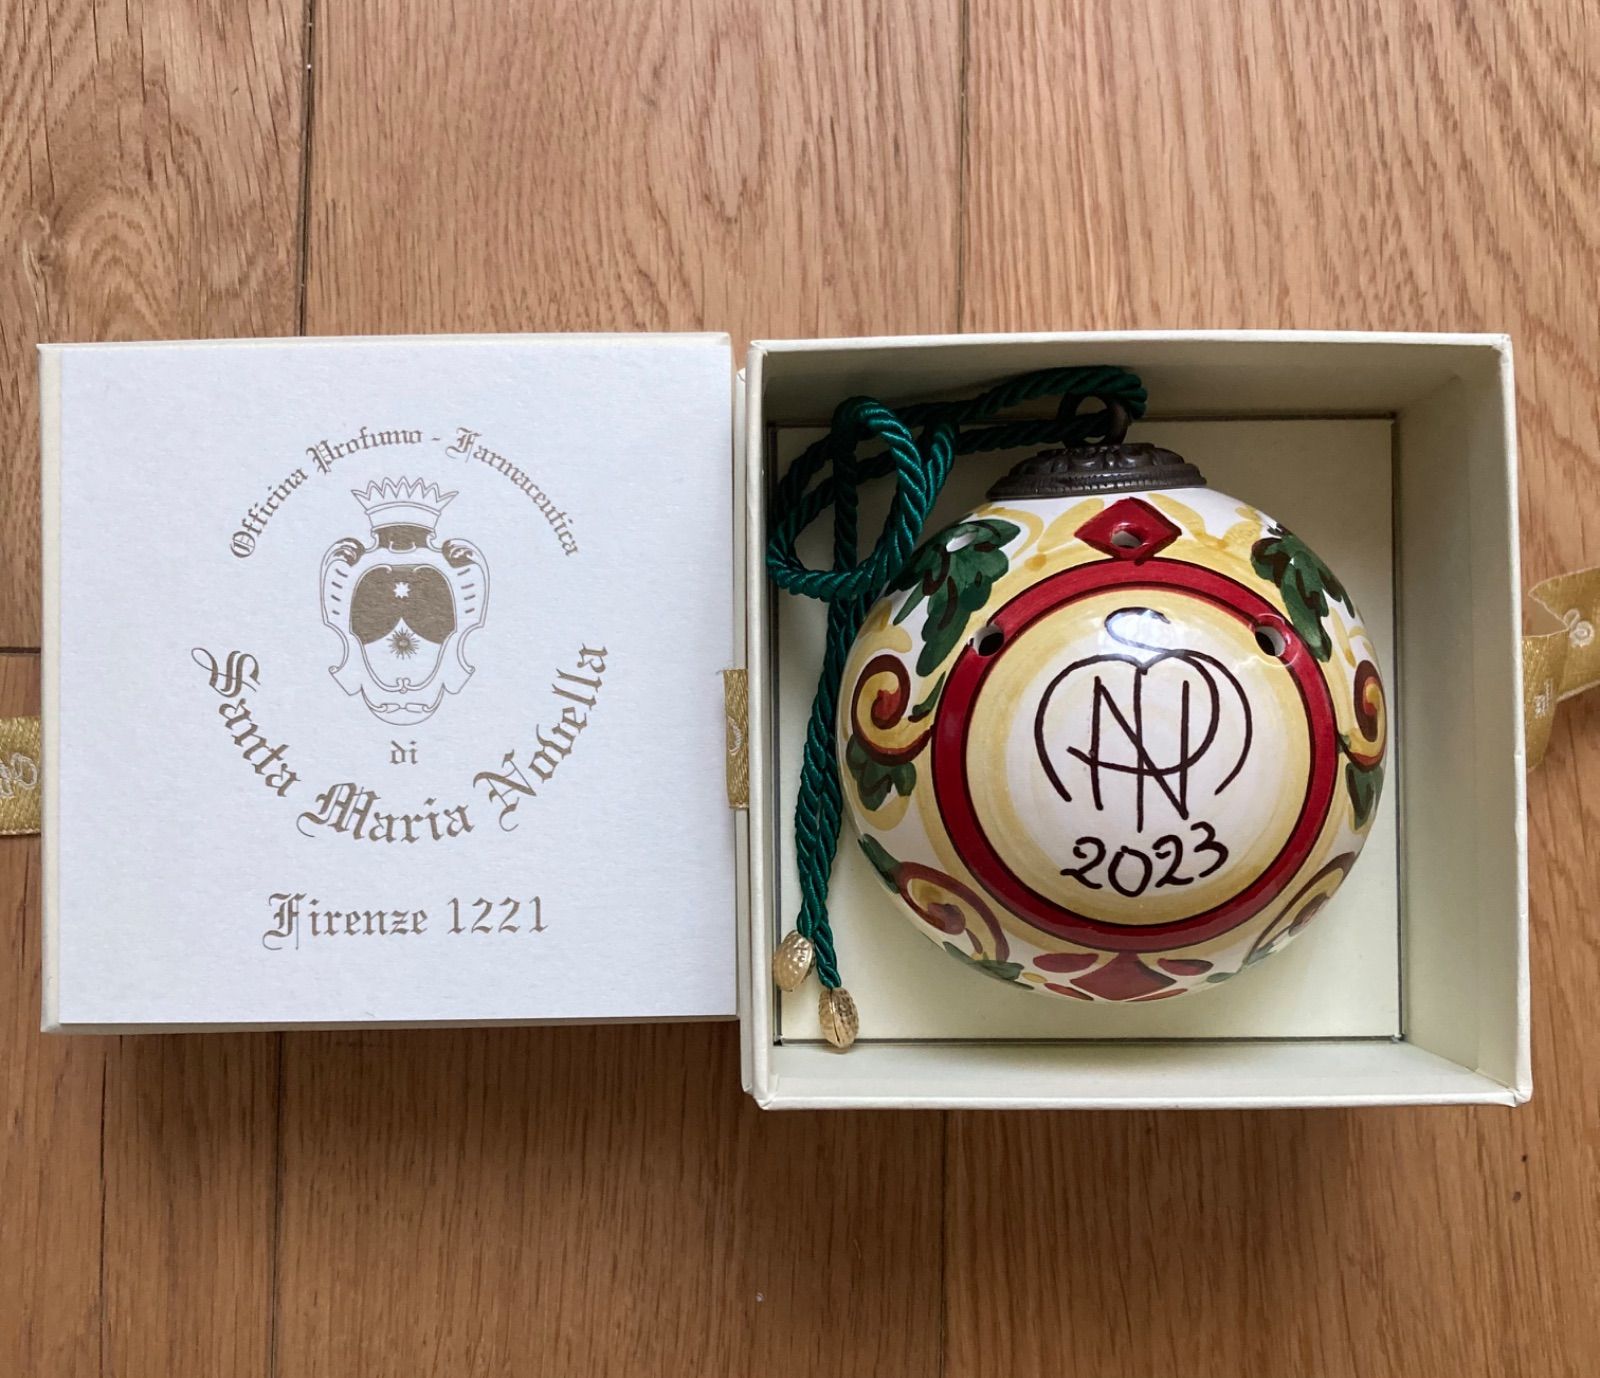 Officina Profumo - Farmaceutica
di
Santa Maria Novella
Firenze 1221
2023